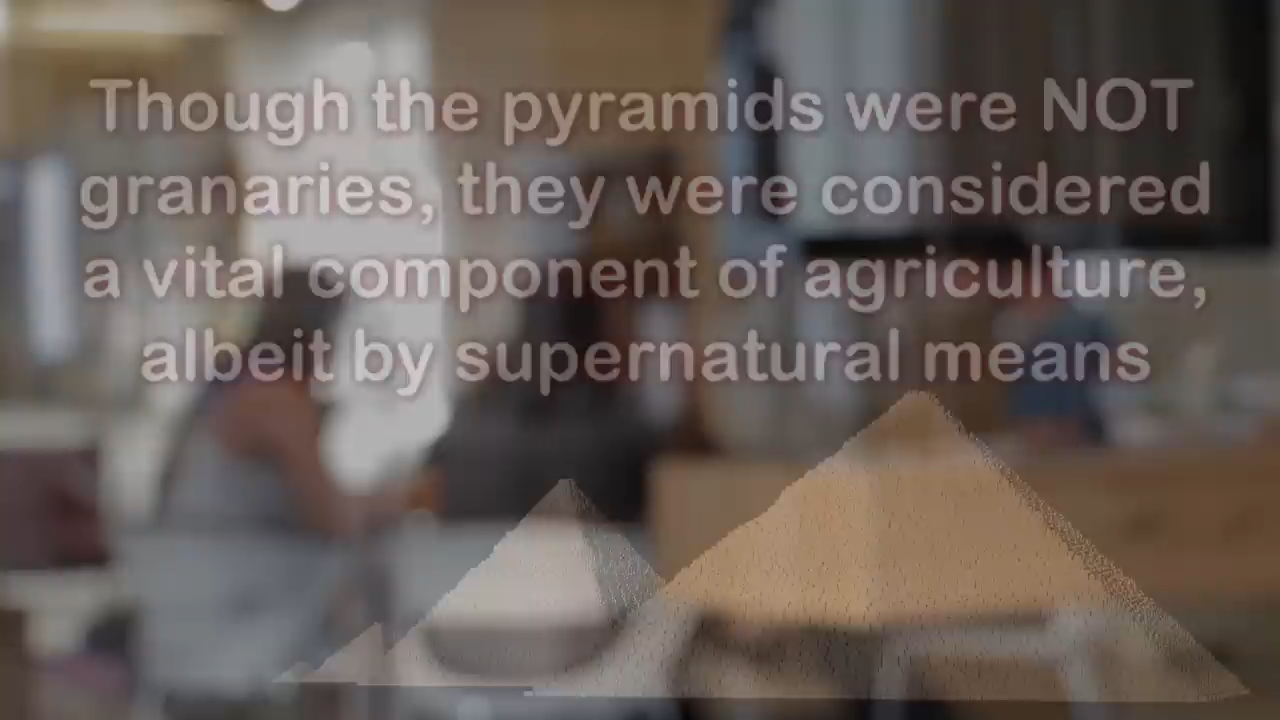 Though the pyramids were NOT
granaries, they were considered
a vital component of agriculture,
albeit by supernatural means